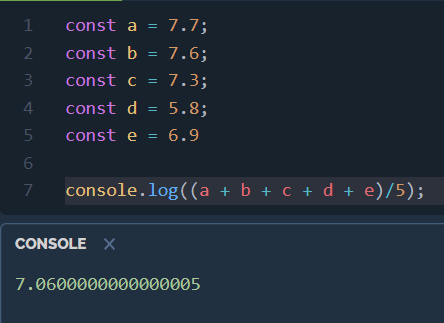 1 const a = 7.7;
2 const b = 7.6;
3 const c = 7.3;
4 const d = 5.8;
5 const e = 6.9
6
7 console.log((a + b + c + d + e)/5);
CONSOLE ×
7.0600000000000005